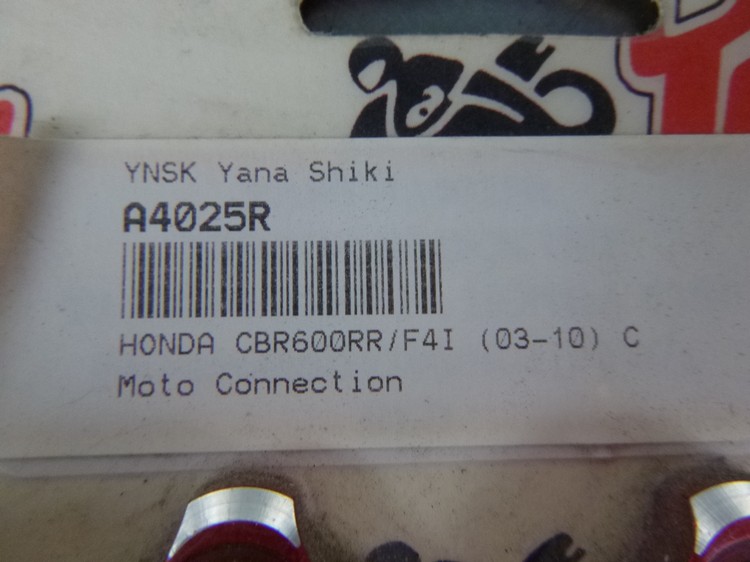 YNSK Yana Shiki
A4025R
HONDA CBR600RR/F4I (03-10) C
Moto Connection